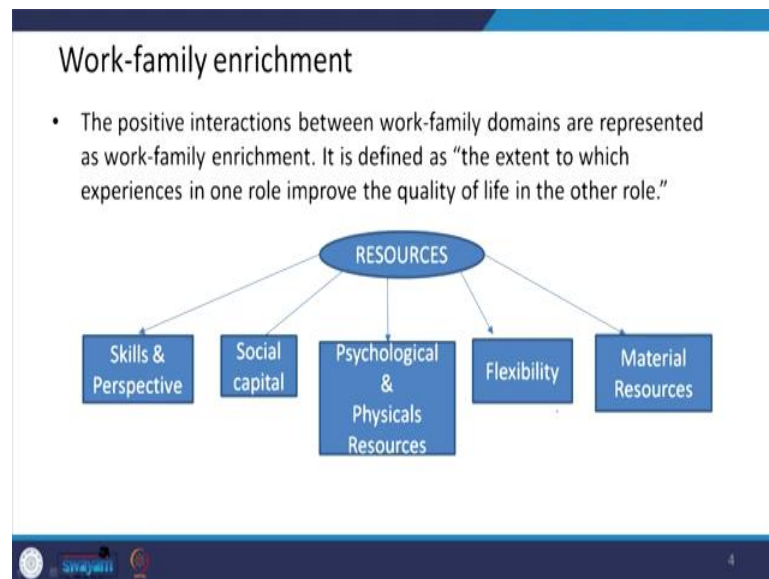 Work-family enrichment
• The positive interactions between work-family domains are represented
as work-family enrichment. It is defined as “the extent to which
experiences in one role improve the quality of life in the other role.”
RESOURCES
Skills &
Perspective
Social
capital
Psychological
&
Physicals
Resources
Flexibility
Material
Resources
swayam
4